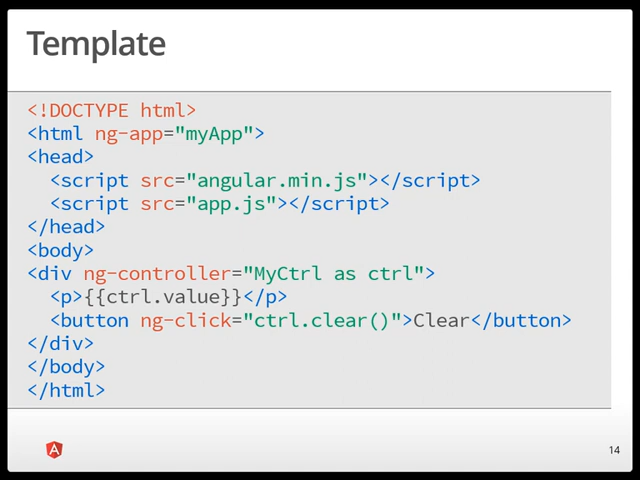 Template
<!DOCTYPE html>
<html ng-app="myApp">
<head>
  <script src="angular.min.js"></script>
  <script src="app.js"></script>
</head>
<body>
<div ng-controller="MyCtrl as ctrl">
  <p>{{ctrl.value}}</p>
  <button ng-click="ctrl.clear()">Clear</button>
</div>
</body>
</html>
A
14